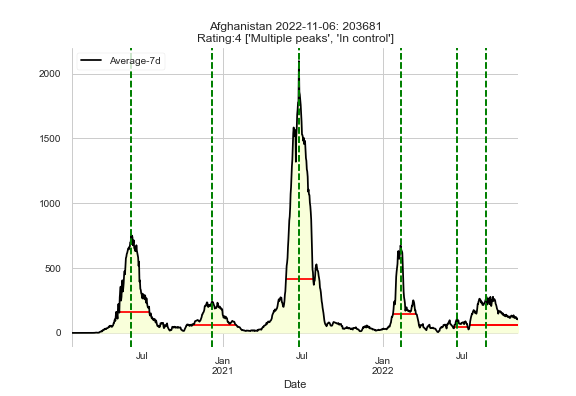 Afghanistan 2022-11-06: 203681
Rating:4 ['Multiple peaks', 'In control']
Average-7d
2000
1500
1000
500
0
Jul
Jan
2021
Jul
Jan
2022
Jul
Date